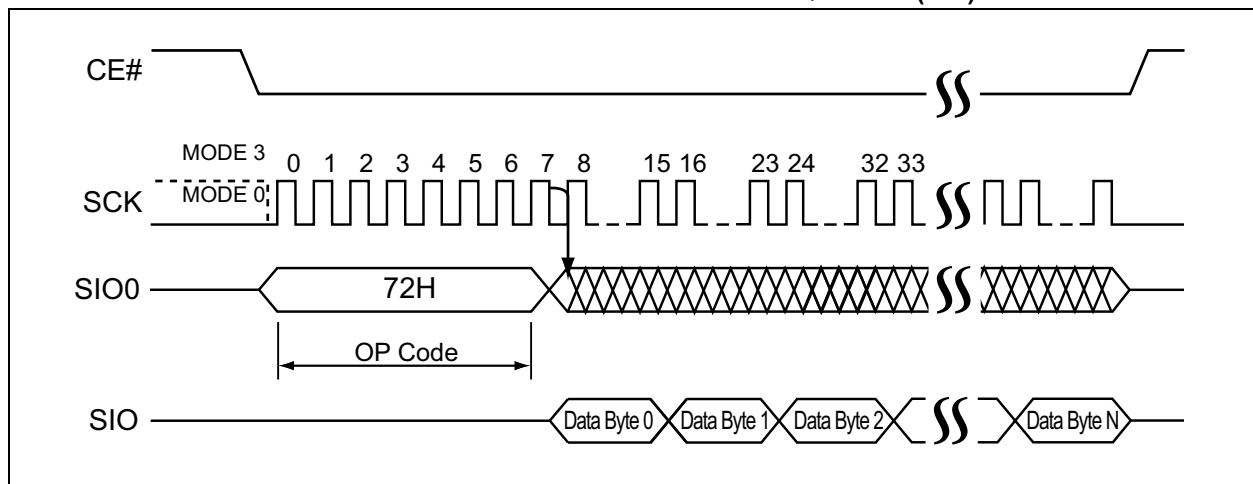 CE#
MODE 3
0 1 2 3 4 5 6 7 8 15 16 23 24 32 33
MODE 0
SCK
SIO0
72H
OP Code
SIO
Data Byte 0 Data Byte 1 Data Byte 2 Data Byte N